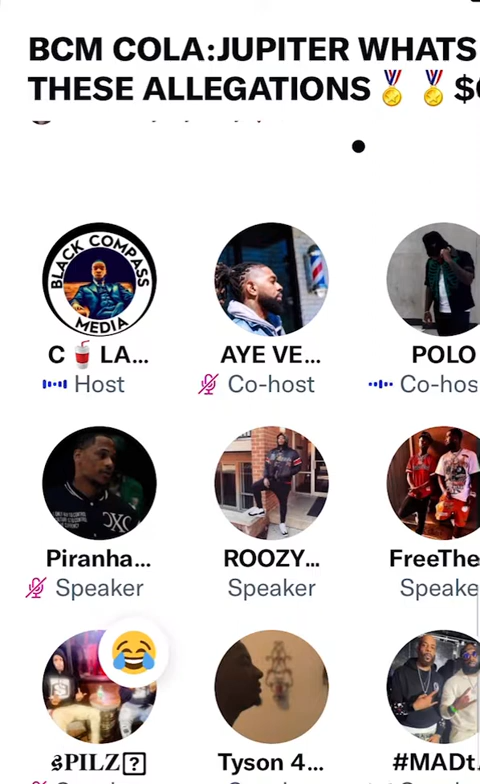 BCM COLA:JUPITER WHATS
THESE ALLEGATIONS🏅🏅$
BLACK COMPASS
MEDIA
C🥤LA...
AYE VE...
POLO
Host
Co-host
Co-hos
Piranha...
ROOZY...
FreeThe
Speaker
Speaker
Speake
$PILZ?
Tyson 4...
#MADt